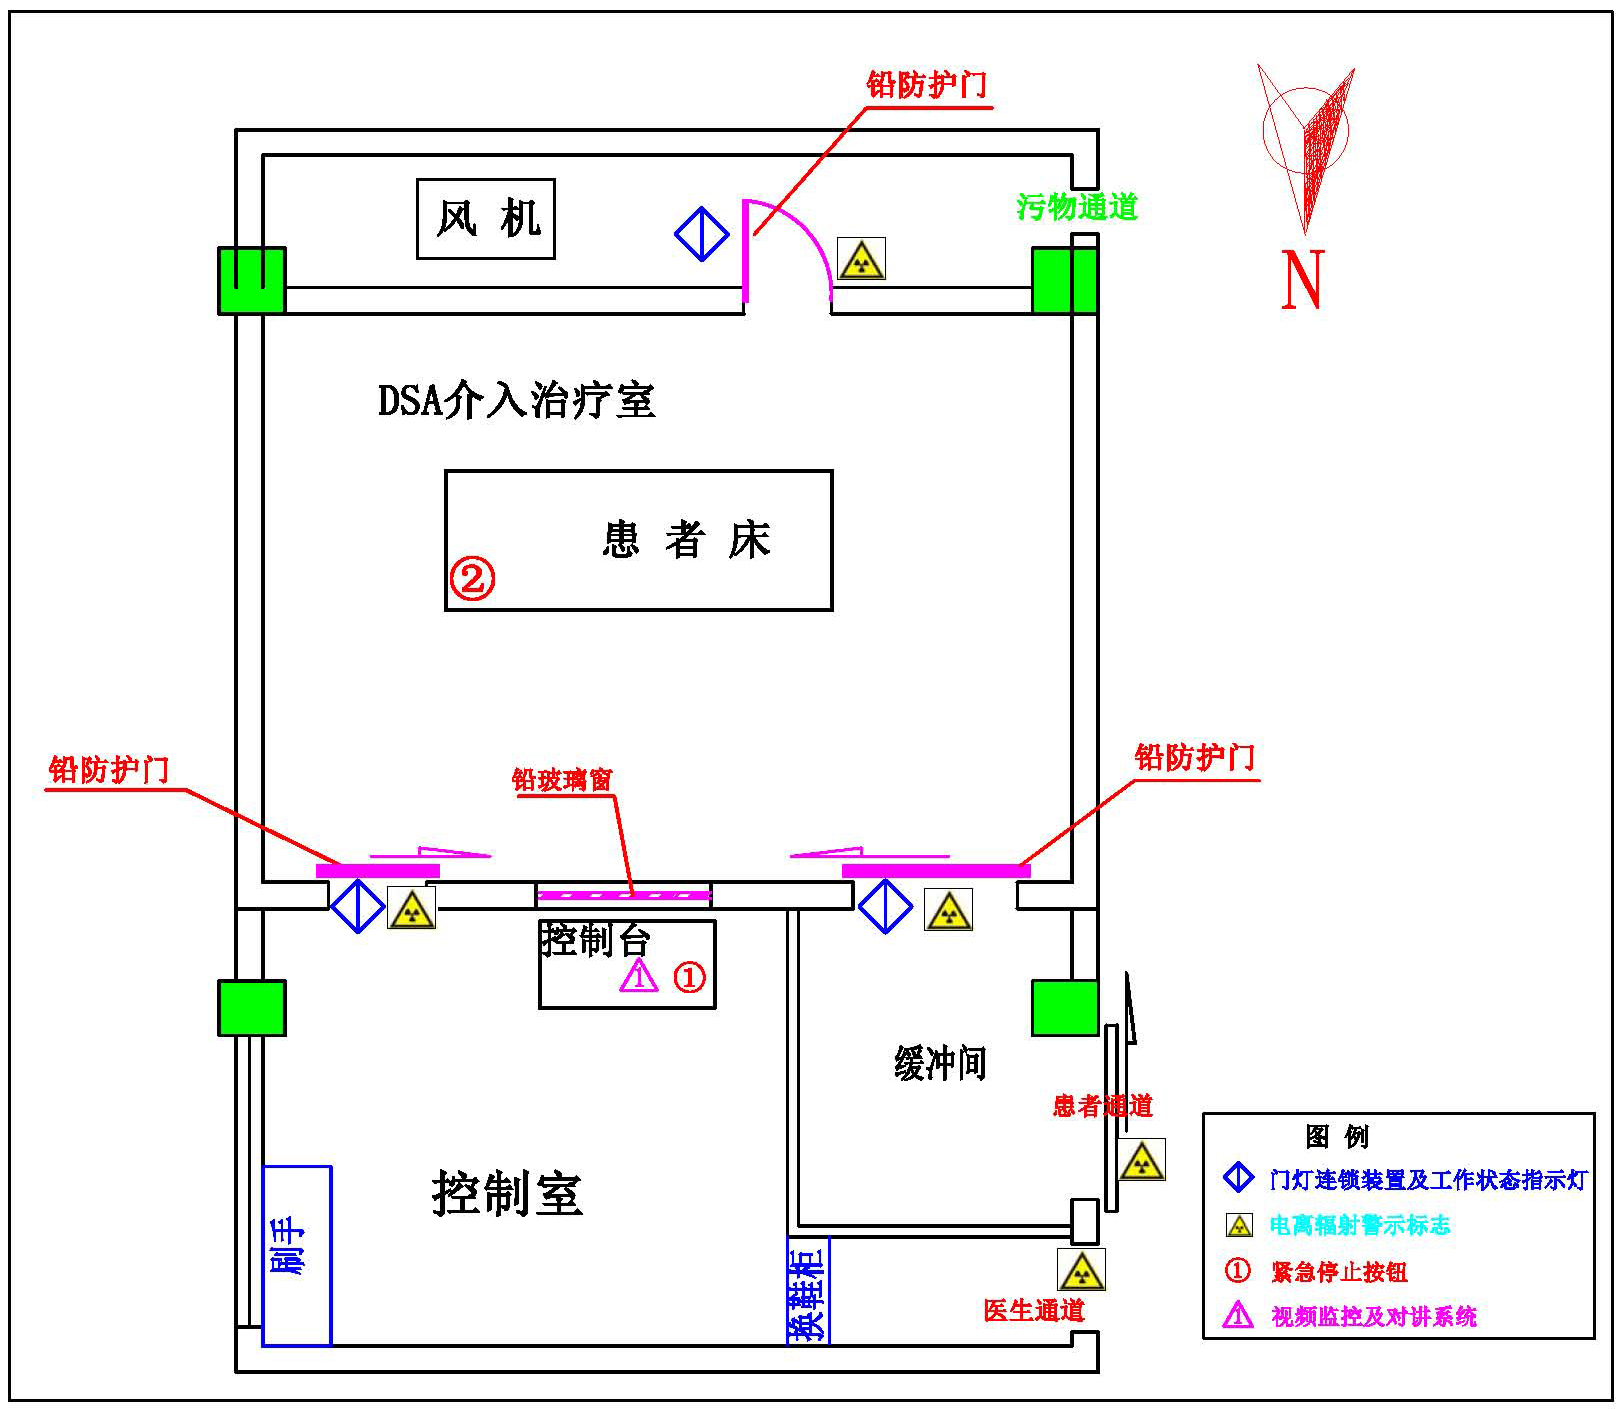 铅防护门
N
污物通道
风 机
DSA介入治疗室
患 者 床
②
铅防护门
铅玻璃窗
铅防护门
控制台
1 ①
缓冲间
患者通道
控制室
刷手
换鞋柜
医生通道
图 例
门灯连锁装置及工作状态指示灯
电离辐射警示标志
① 紧急停止按钮
1 视频监控及对讲系统